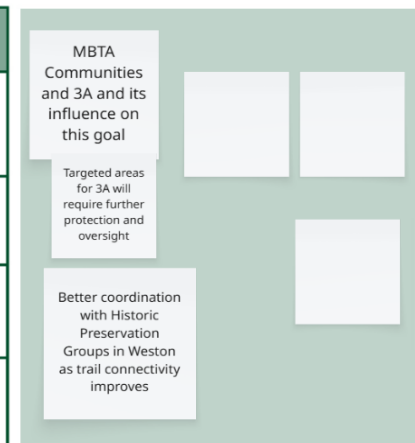 MBTA
Communities
and 3A and its
influence on
this goal
Targeted areas
for 3A will
require further
protection and
oversight
Better coordination
with Historic
Preservation
Groups in Weston
as trail connectivity
improves